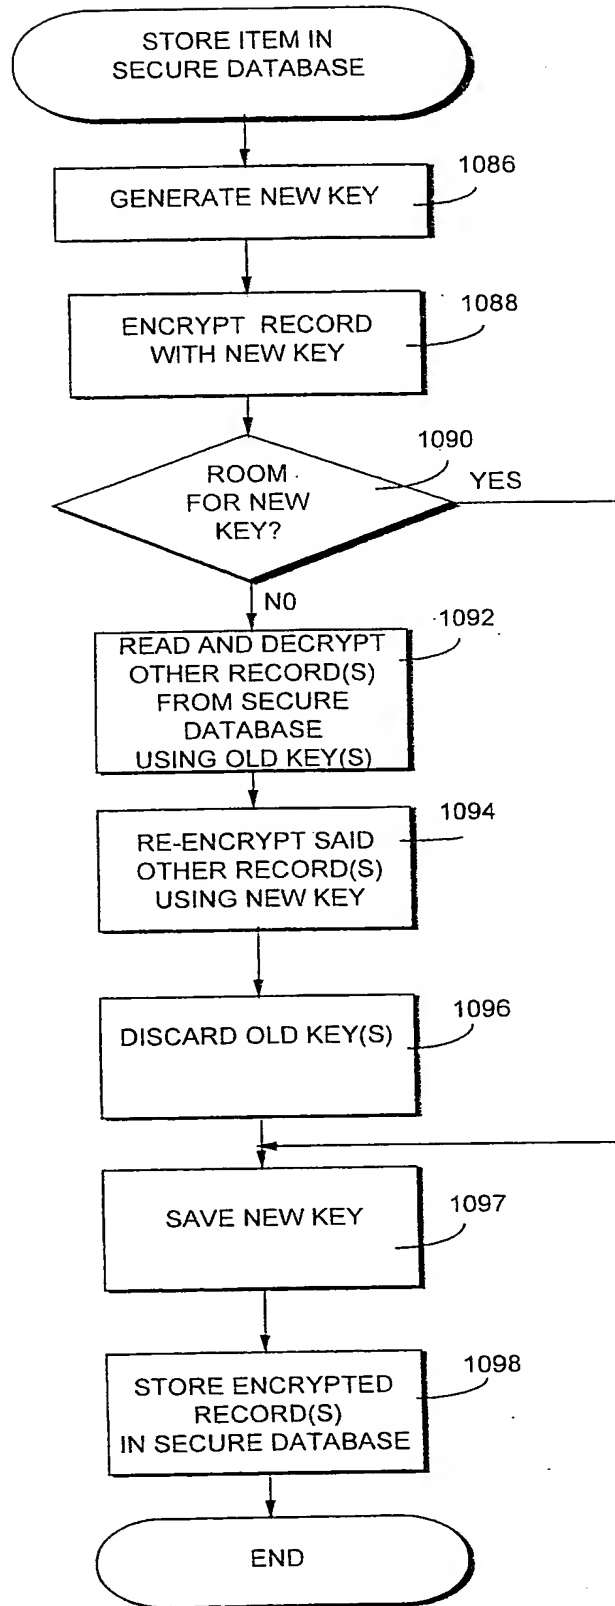 STORE ITEM IN
SECURE DATABASE
1086
GENERATE NEW KEY
1088
ENCRYPT RECORD
WITH NEW KEY
1090
ROOM
FOR NEW
KEY?
YES
NO
1092
READ AND DECRYPT
OTHER RECORD(S)
FROM SECURE
DATABASE
USING OLD KEY(S)
1094
RE-ENCRYPT SAID
OTHER RECORD(S)
USING NEW KEY
1096
DISCARD OLD KEY(S)
SAVE NEW KEY
1097
1098
STORE ENCRYPTED
RECORD(S)
IN SECURE DATABASE
END